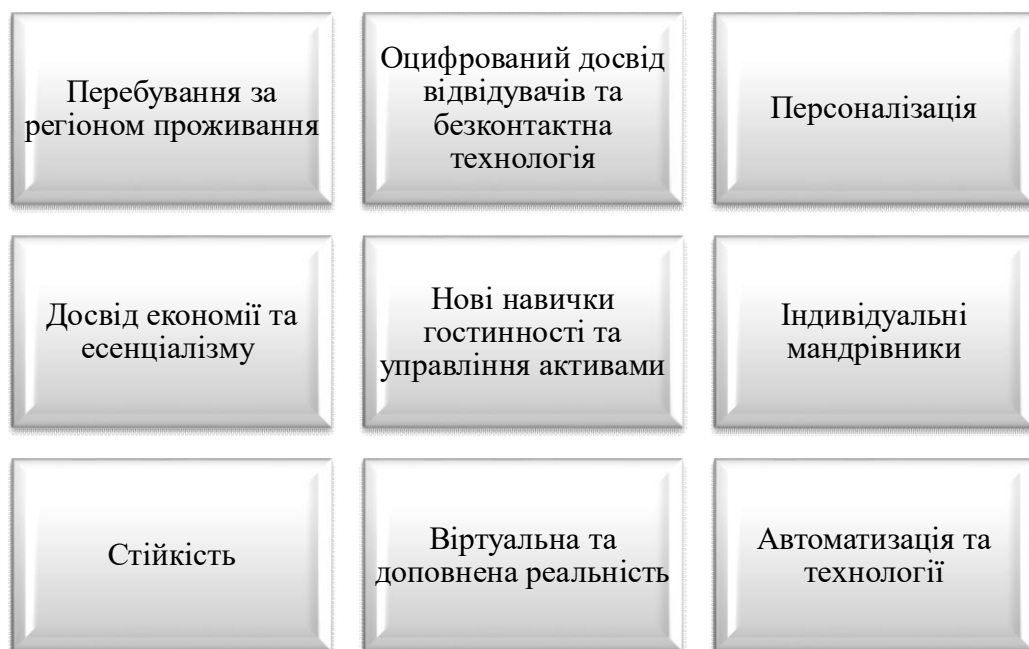 Перебування за
регіоном проживання
Оцифрований досвід
відвідувачів та
безконтактна
технологія
Персоналізація
Досвід економії та
есенціалізму
Нові навички
гостинності та
управління активами
Індивідуальні
мандрівники
Стійкість
Віртуальна та
доповнена реальність
Автоматизація та
технології